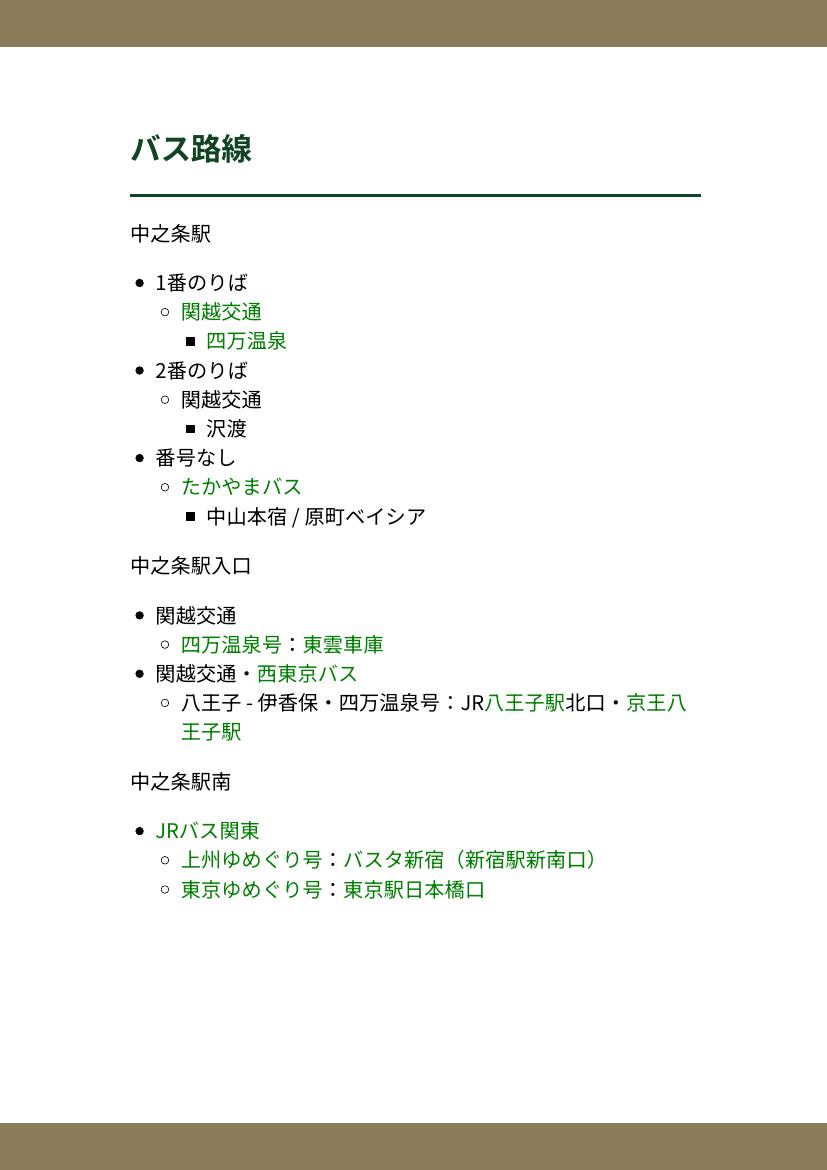 バス路線
中之条駅
1番のりば
関越交通
四万温泉
2番のりば
関越交通
沢渡
番号なし
たかやまバス
中山本宿 / 原町ベイシア
中之条駅入口
関越交通
四万温泉号：東雲車庫
関越交通・西東京バス
八王子 - 伊香保・四万温泉号：JR八王子駅北口・京王八
王子駅
中之条駅南
JRバス関東
上州ゆめぐり号：バスタ新宿（新宿駅新南口）
東京ゆめぐり号：東京駅日本橋口